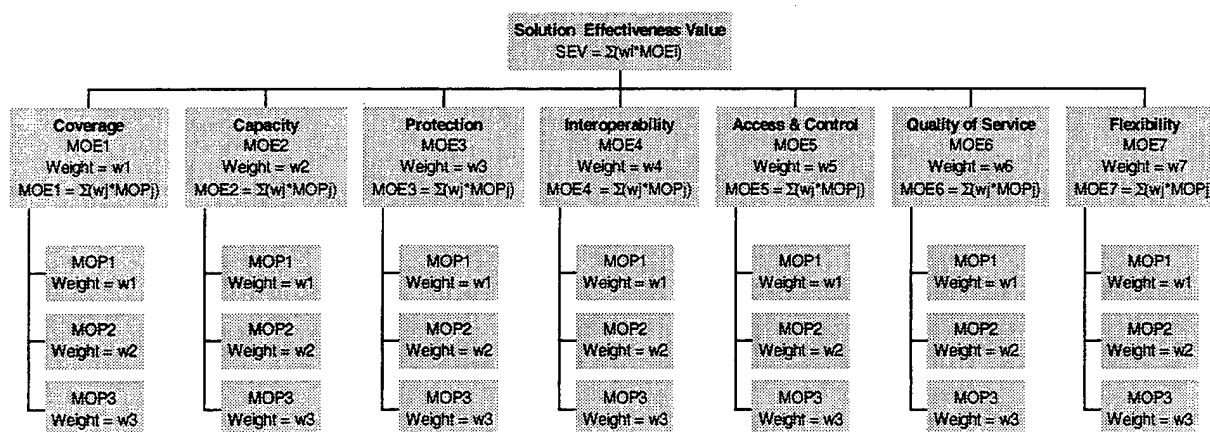 Solution Effectiveness Value
SEV = Σ(wi*MOEi)
Coverage
MOE1
Weight = w1
MOE1 = Σ(wj*MOPj)
Capacity
MOE2
Weight = w2
MOE2 = Σ(wj*MOPj)
Protection
MOE3
Weight = w3
MOE3 = Σ(wj*MOPj)
Interoperability
MOE4
Weight = w4
MOE4 = Σ(wj*MOPj)
Access & Control
MOE5
Weight = w5
MOE5 = Σ(wj*MOPj)
Quality of Service
MOE6
Weight = w6
MOE6 = Σ(wj*MOPj)
Flexibility
MOE7
Weight = w7
MOE7 = Σ(wj*MOPj)
MOP1
Weight = w1
MOP2
Weight = w2
MOP3
Weight = w3
MOP1
Weight = w1
MOP2
Weight = w2
MOP3
Weight = w3
MOP1
Weight = w1
MOP2
Weight = w2
MOP3
Weight = w3
MOP1
Weight = w1
MOP2
Weight = w2
MOP3
Weight = w3
MOP1
Weight = w1
MOP2
Weight = w2
MOP3
Weight = w3
MOP1
Weight = w1
MOP2
Weight = w2
MOP3
Weight = w3
MOP1
Weight = w1
MOP2
Weight = w2
MOP3
Weight = w3